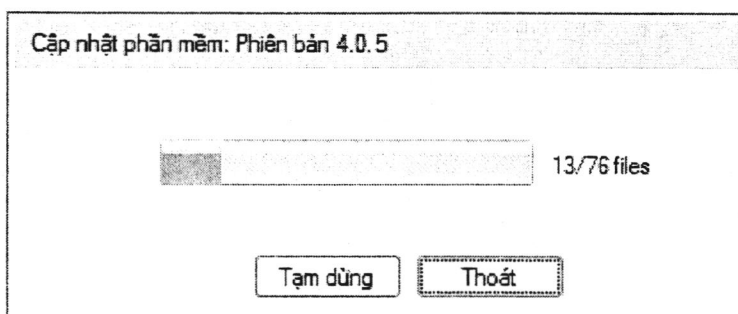 Cập nhật phần mềm: Phiên bản 4.0.5
13/76 files
Tạm dừng
Thoát